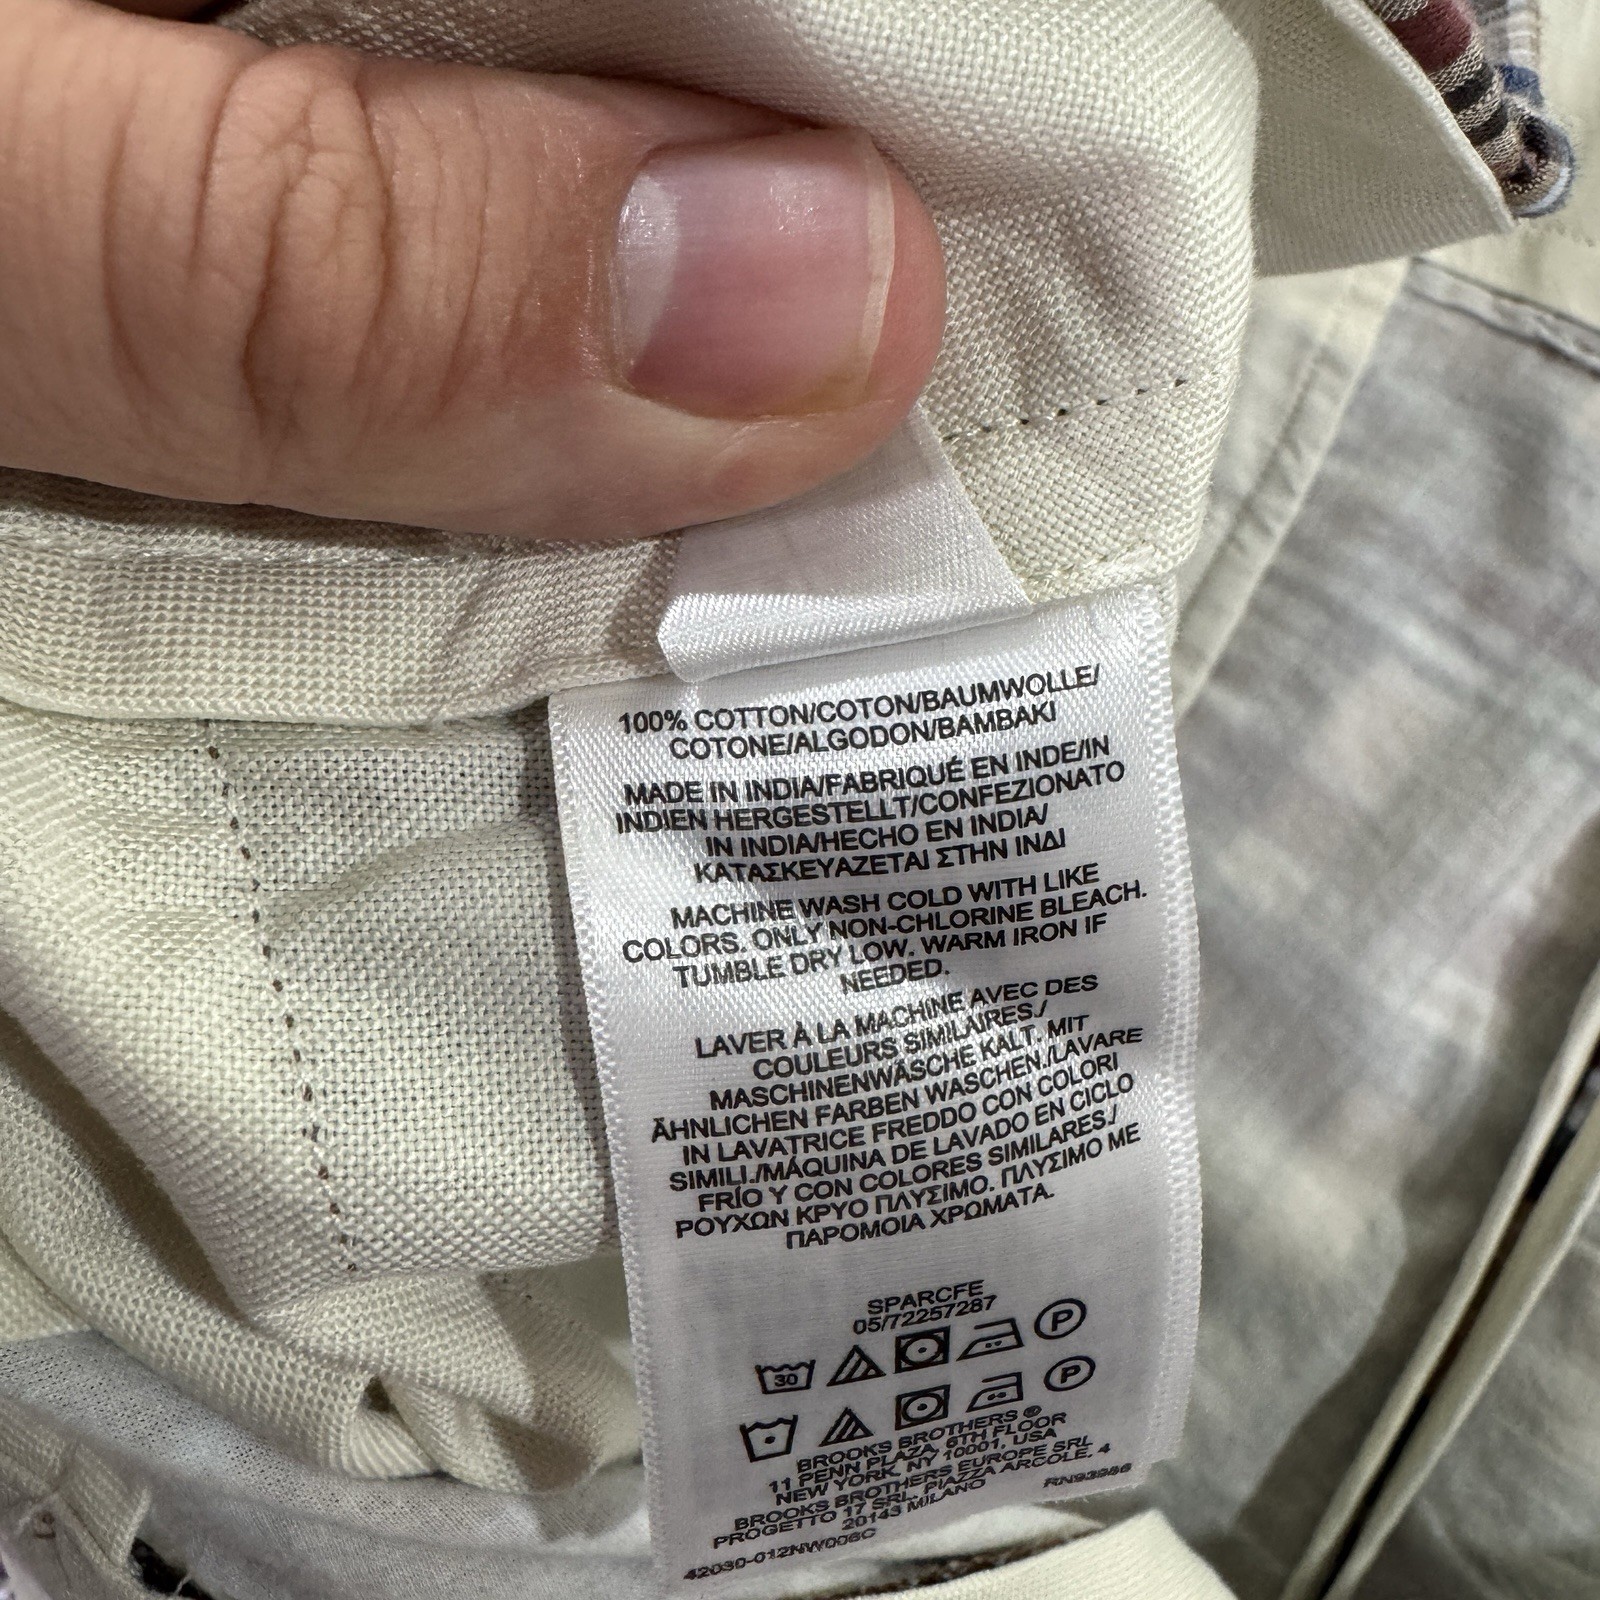 100% COTTON/COTON/BAUMWOLLE/
COTONE/ALGODON/BAMBAKI
MADE IN INDIA/FABRIQUÉ EN INDE/IN
INDIEN HERGESTELLT/CONFEZIONATO
IN INDIA/HECHO EN INDIA/
ΚΑΤΑΣΚΕΥΑΖΕΤΑΙ ΣΤΗΝ ΙΝΔΙ
MACHINE WASH COLD WITH LIKE
COLORS. ONLY NON-CHLORINE BLEACH.
TUMBLE DRY LOW. WARM IRON IF
NEEDED.
LAVER À LA MACHINE AVEC DES
COULEURS SIMILAIRES./
MASCHINENWÄSCHE KALT. MIT
ÄHNLICHEN FARBEN WASCHEN./LAVARE
IN LAVATRICE FREDDO CON COLORI
SIMILI./MÁQUINA DE LAVADO EN CICLO
FRÍO Y CON COLORES SIMILARES./
ΡΟΥΧΩΝ ΚΡΥΟ ΠΛΥΣΙΜΟ. ΠΛΥΣΙΜΟ ΜΕ
ΠΑΡΟΜΟΙΑ ΧΡΩΜΑΤΑ.
SPARCFE
05/72257287
30 P
P
BROOKS BROTHERS ®
11 PENN PLAZA, 6TH FLOOR
NEW YORK, NY 10001, USA
BROOKS BROTHERS EUROPE SRL
PROGETTO 17 SRL, PIAZZA ARCOLE, 4
20143 MILANO
RN93986
42030-012NW006C